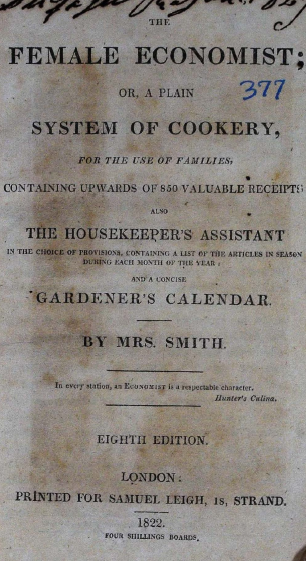 THE
FEMALE ECONOMIST;
OR, A PLAIN
377
SYSTEM OF COOKERY,
FOR THE USE OF FAMILIES;
CONTAINING UPWARDS OF 850 VALUABLE RECEIPTS
ALSO
THE HOUSEKEEPER'S ASSISTANT
IN THE CHOICE OF PROVISIONS, CONTAINING A LIST OF THE ARTICLES IN SEASON
DURING EACH MONTH OF THE YEAR;
AND A CONCISE
GARDENER'S CALENDAR.
BY MRS. SMITH.
In every station, an ECONOMIST is a respectable character.
Hunter's Culina.
EIGHTH EDITION.
LONDON:
PRINTED FOR SAMUEL LEIGH, 18, STRAND.
1822.
FOUR SHILLINGS BOARDS.